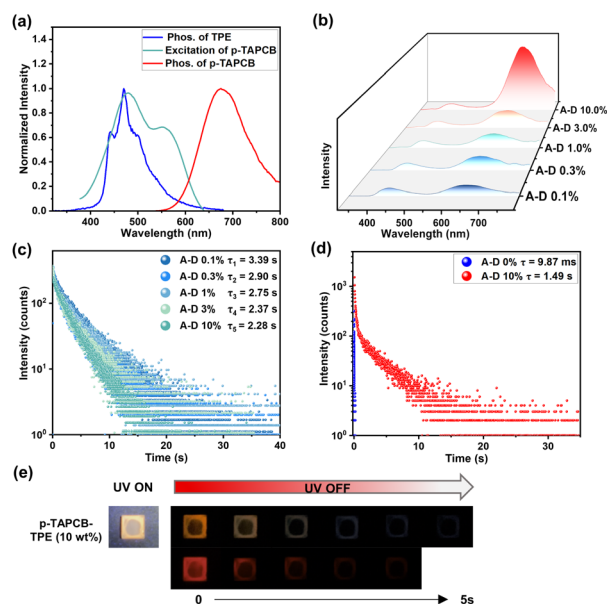 (a)
Phos. of TPE
Excitation of p-TAPCB
Phos. of p-TAPCB
Normalized Intensity
1.4
1.2
1.0
0.8
0.6
0.4
0.2
0.0
400 500 600 700 800
Wavelength (nm)
(b)
Intensity
A-D 10.0%
A-D 3.0%
A-D 1.0%
A-D 0.3%
A-D 0.1%
400 500 600 700
Wavelength (nm)
(c)
A-D 0.1% τ1 = 3.39 s
A-D 0.3% τ2 = 2.90 s
A-D 1% τ3 = 2.75 s
A-D 3% τ4 = 2.37 s
A-D 10% τ5 = 2.28 s
Intensity (counts)
10²
10¹
10⁰
0 10 20 30 40
Time (s)
(d)
A-D 0% τ = 9.87 ms
A-D 10% τ = 1.49 s
Intensity (counts)
10⁴
10³
10²
10¹
10⁰
0 10 20 30
Time (s)
(e)
UV ON
UV OFF
p-TAPCB-
TPE (10 wt%)
0 5s